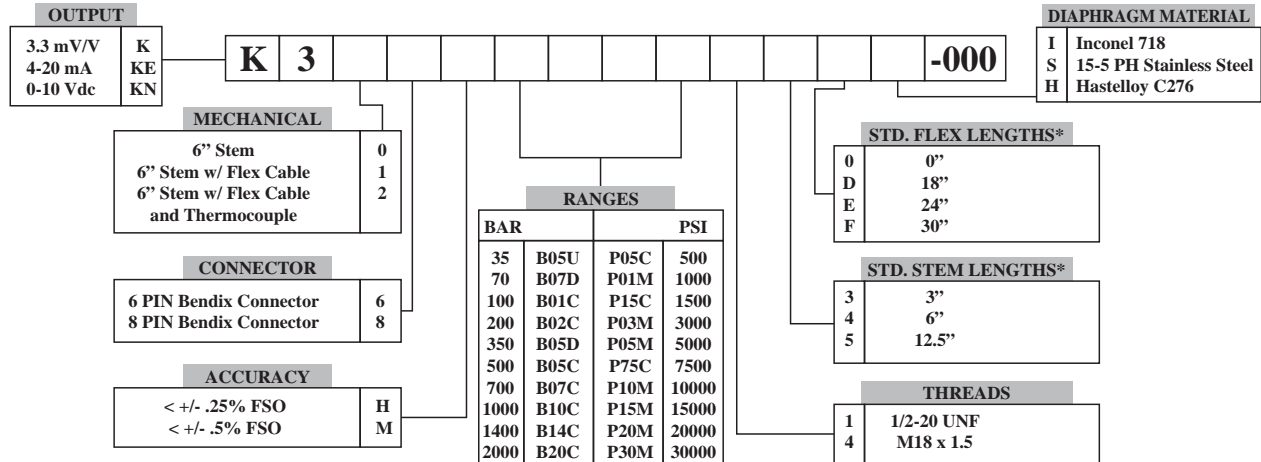 OUTPUT
3.3 mV/V K
4-20 mA KE
0-10 Vdc KN
K 3 -000
DIAPHRAGM MATERIAL
I Inconel 718
S 15-5 PH Stainless Steel
H Hastelloy C276
MECHANICAL
6” Stem 0
6” Stem w/ Flex Cable 1
6” Stem w/ Flex Cable 2
and Thermocouple
CONNECTOR
6 PIN Bendix Connector 6
8 PIN Bendix Connector 8
ACCURACY
< +/- .25% FSO H
< +/- .5% FSO M
RANGES
BAR PSI
35 B05U P05C 500
70 B07D P01M 1000
100 B01C P15C 1500
200 B02C P03M 3000
350 B05D P05M 5000
500 B05C P75C 7500
700 B07C P10M 10000
1000 B10C P15M 15000
1400 B14C P20M 20000
2000 B20C P30M 30000
STD. FLEX LENGTHS*
0 0”
D 18”
E 24”
F 30”
STD. STEM LENGTHS*
3 3”
4 6”
5 12.5”
THREADS
1 1/2-20 UNF
4 M18 x 1.5